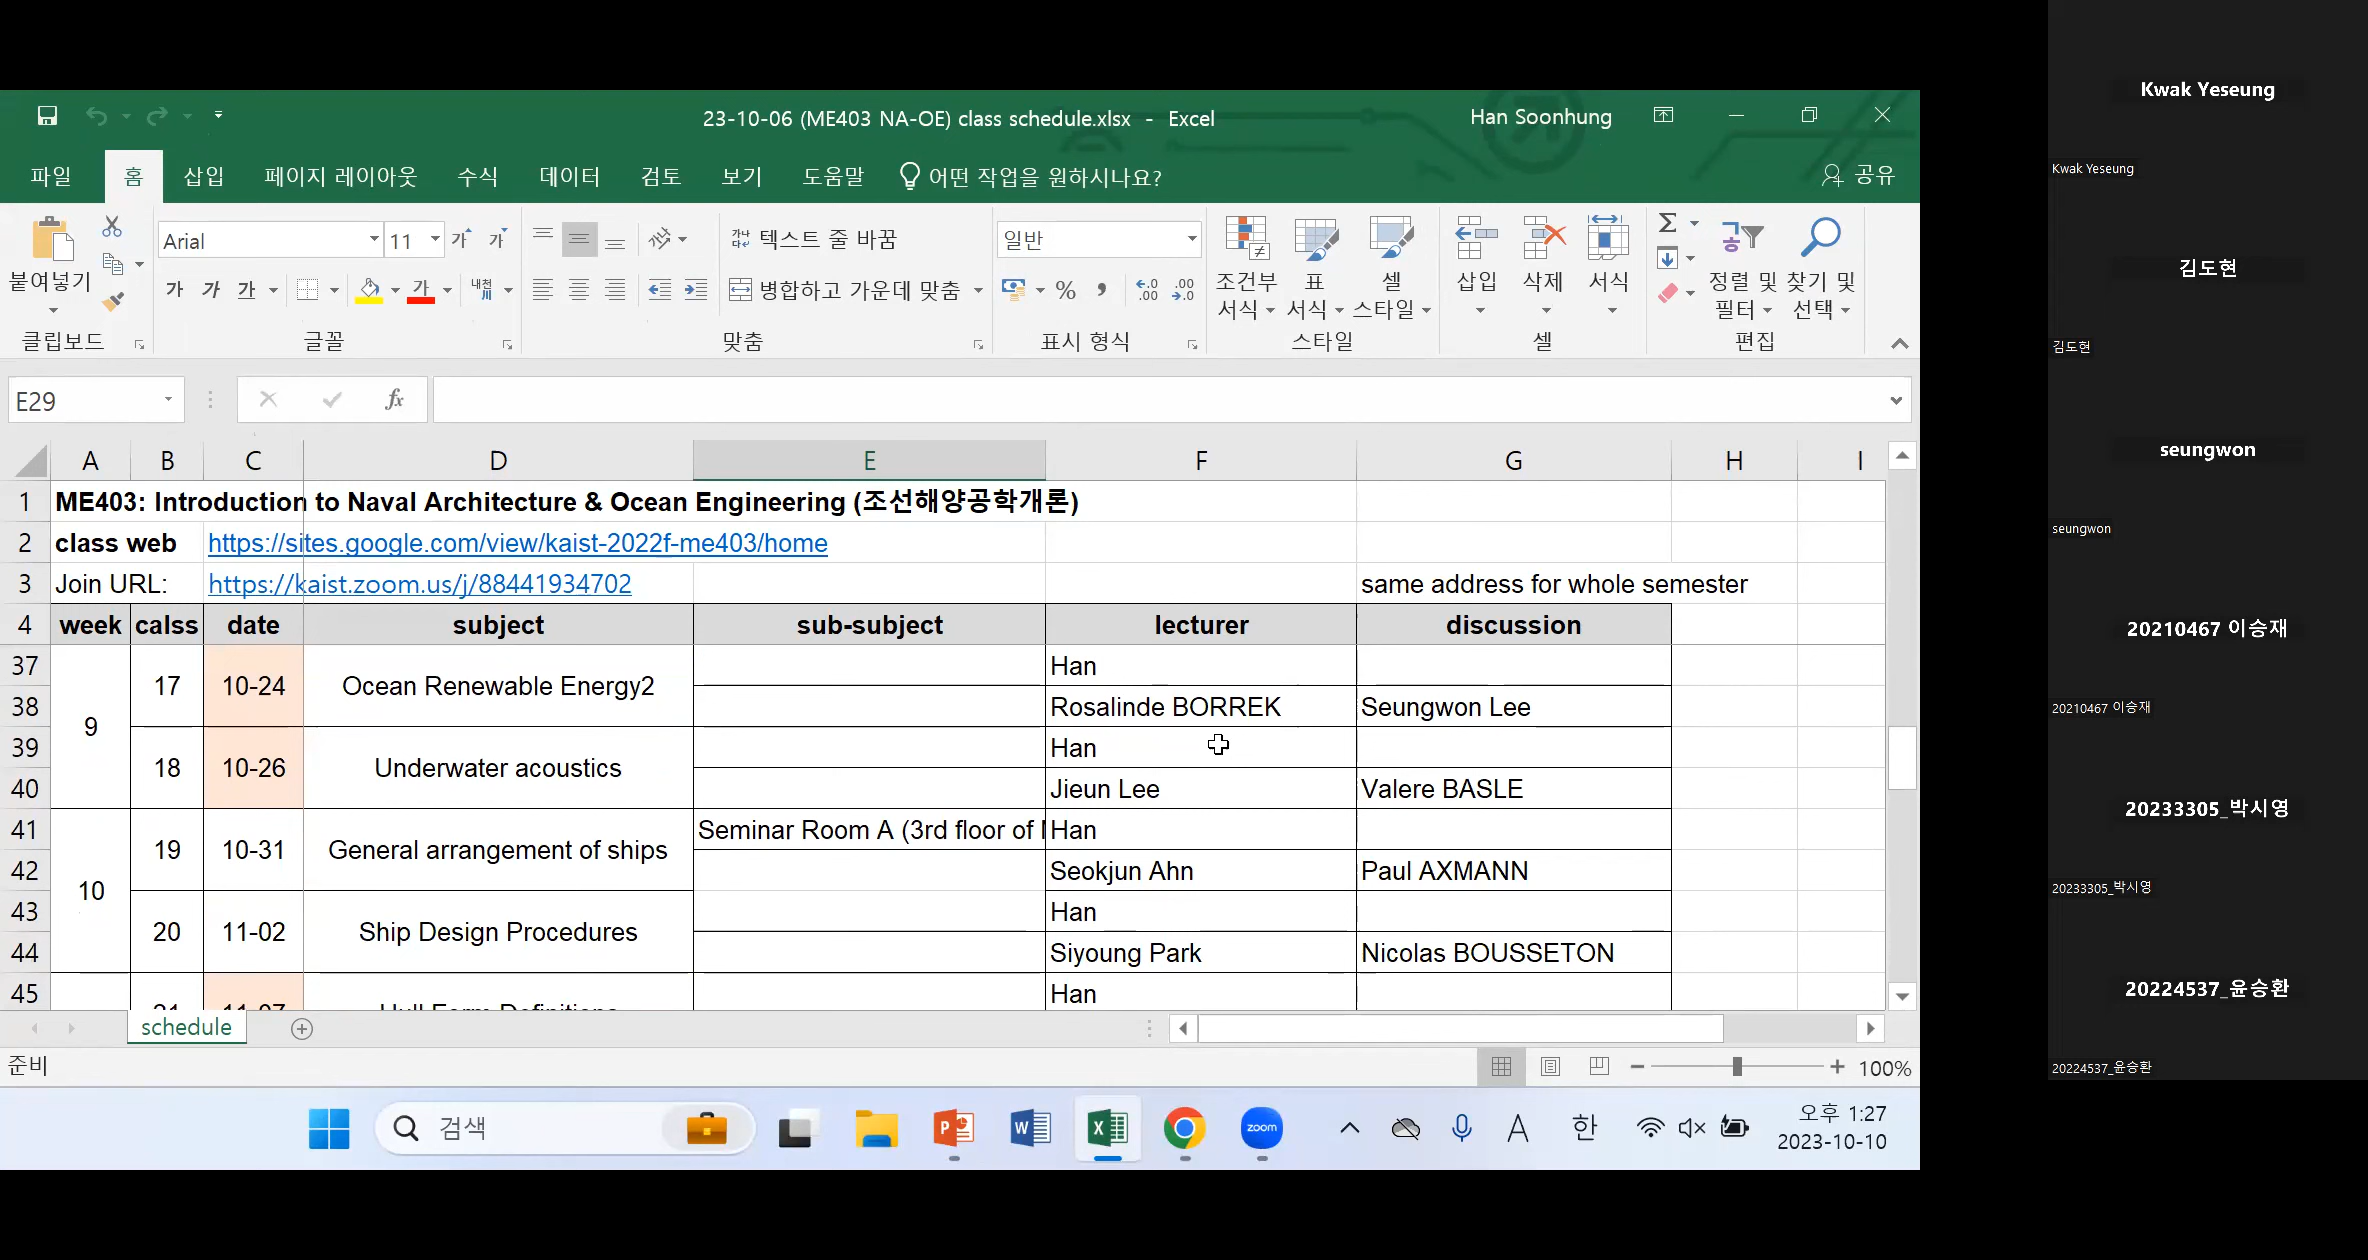 23-10-06 (ME403 NA-OE) class schedule.xlsx - Excel
Han Soonhung
파일 홈 삽입 페이지 레이아웃 수식 데이터 검토 보기 도움말 어떤 작업을 원하시나요? 공유
붙여넣기
클립보드
Arial 11 가 가
가 가 가 가 내천
글꼴
텍스트 줄 바꿈
병합하고 가운데 맞춤
맞춤
일반
% , .00 .00
표시 형식
조건부 서식
표 서식
셀 스타일
스타일
삽입 삭제 서식
셀
정렬 및 필터
찾기 및 선택
편집
E29 fx
A B C D E F G H I
1 ME403: Introduction to Naval Architecture & Ocean Engineering (조선해양공학개론)
2 class web https://sites.google.com/view/kaist-2022f-me403/home
3 Join URL: https://kaist.zoom.us/j/88441934702 same address for whole semester
4 week calss date subject sub-subject lecturer discussion
37 9 17 10-24 Ocean Renewable Energy2 Han
38 Rosalinde BORREK Seungwon Lee
39 18 10-26 Underwater acoustics Han
40 Jieun Lee Valere BASLE
41 10 19 10-31 General arrangement of ships Seminar Room A (3rd floor of Han
42 Seokjun Ahn Paul AXMANN
43 20 11-02 Ship Design Procedures Han
44 Siyoung Park Nicolas BOUSSETON
45 Han
schedule
준비
100%
검색
P W X zoom
A 한
오후 1:27
2023-10-10
Kwak Yeseung
Kwak Yeseung
김도현
김도현
seungwon
seungwon
20210467 이승재
20210467 이승재
20233305_박시영
20233305_박시영
20224537_윤승환
20224537_윤승환